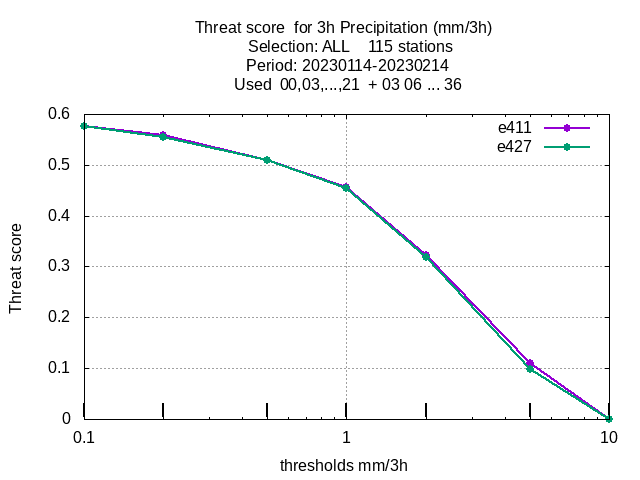 Threat score  for 3h Precipitation (mm/3h)
Selection: ALL    115 stations
Period: 20230114-20230214
Used  00,03,...,21  + 03 06 ... 36
e411
e427
0.6
0.5
0.4
0.3
0.2
0.1
0
Threat score
0.1
1
10
thresholds mm/3h